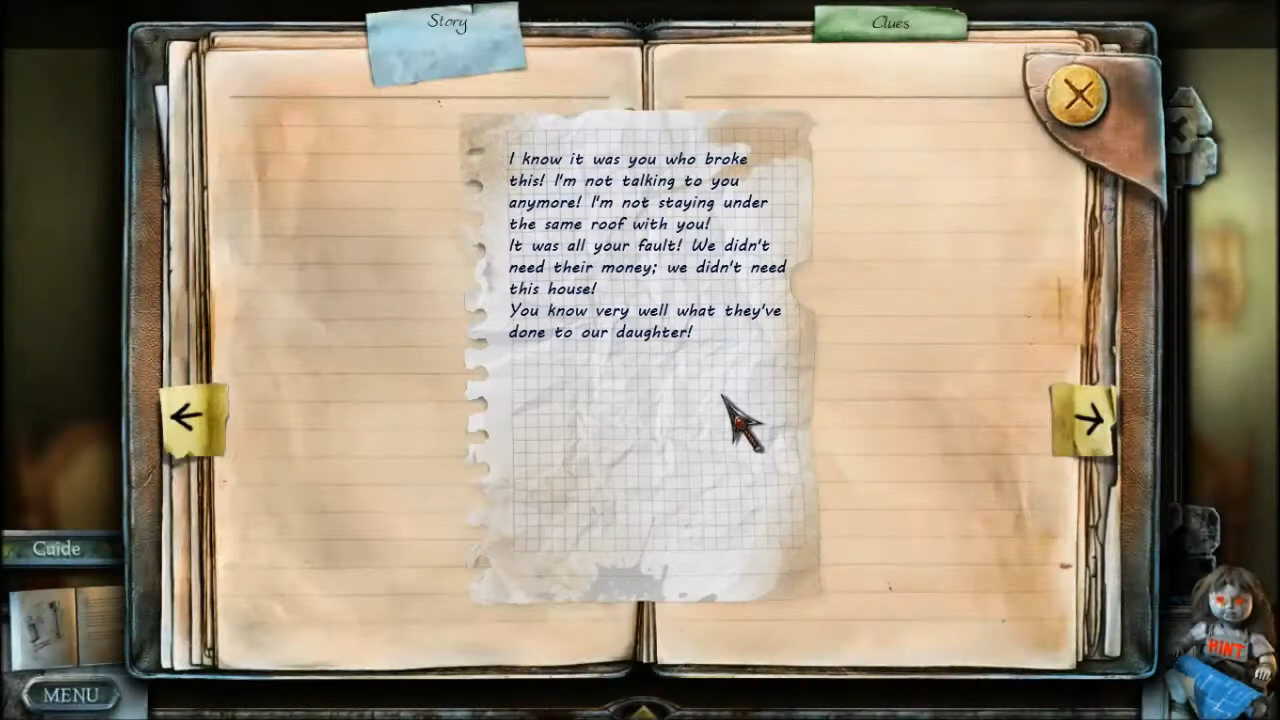 Story
Clues
I know it was you who broke
this! I'm not talking to you
anymore! I'm not staying under
the same roof with you!
It was all your fault! We didn't
need their money; we didn't need
this house!
You know very well what they've
done to our daughter!
Guide
HINT
MENU